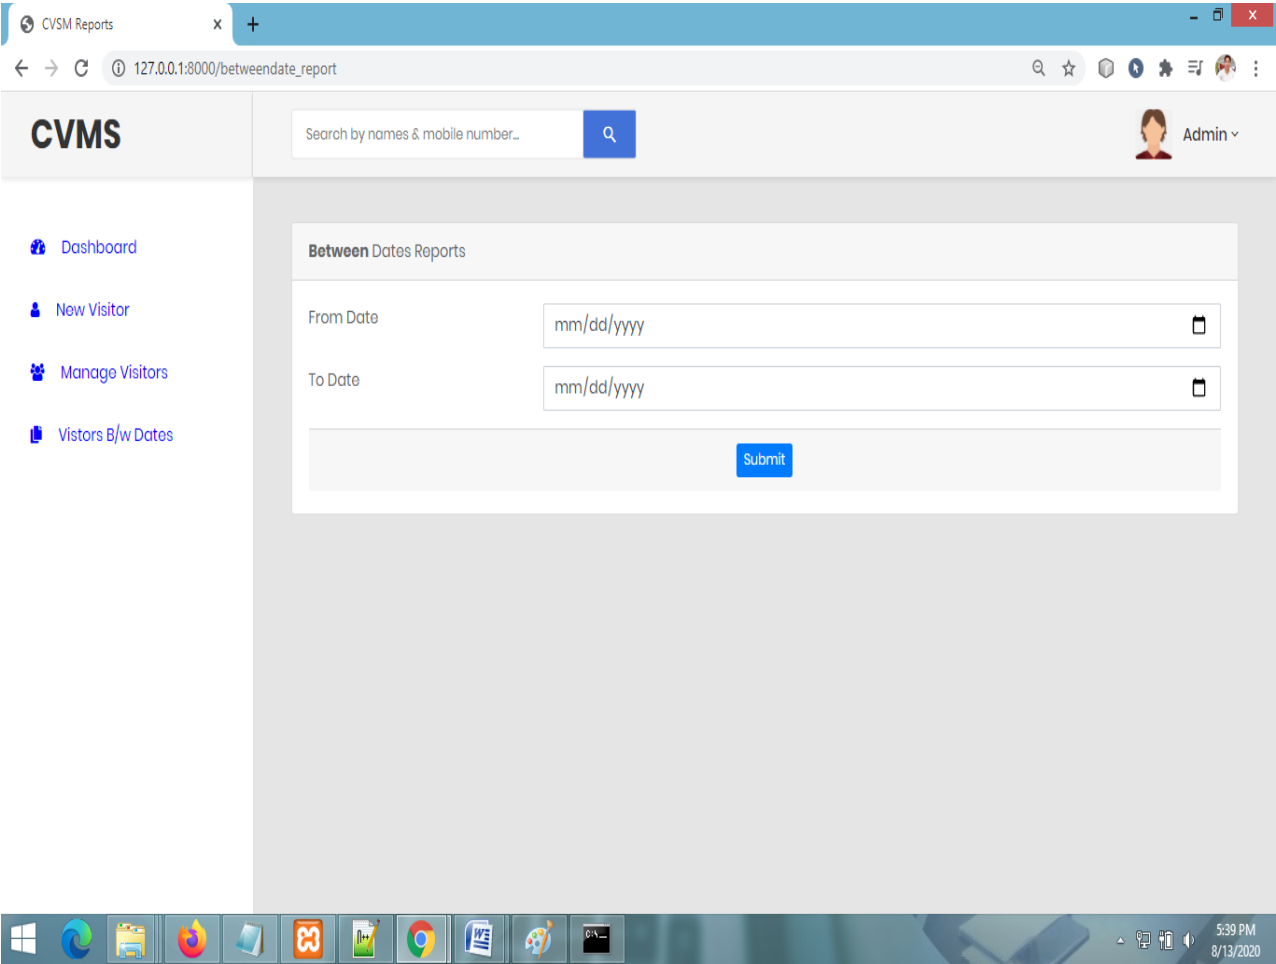 CVSM Reports
127.0.0.1:8000/betweendate_report
CVMS
Search by names & mobile number...
Admin
Dashboard
New Visitor
Manage Visitors
Vistors B/w Dates
Between Dates Reports
From Date
mm/dd/yyyy
To Date
mm/dd/yyyy
Submit
5:39 PM
8/13/2020